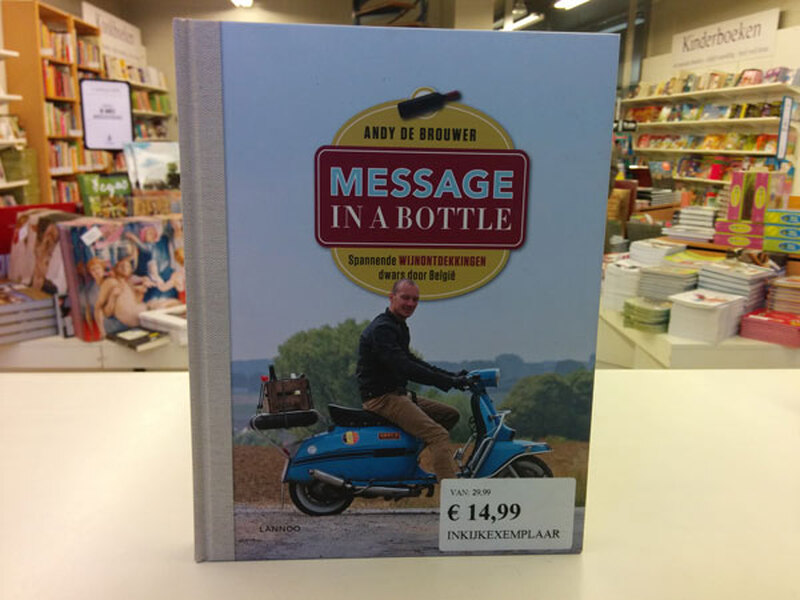 Kinderboeken
ANDY DE BROUWER
MESSAGE
IN A BOTTLE
Spannende WIJNONTDEKKINGEN
dwars door België
VAN: 29,99
€ 14,99
INKIJKEXEMPLAAR
LANNOO